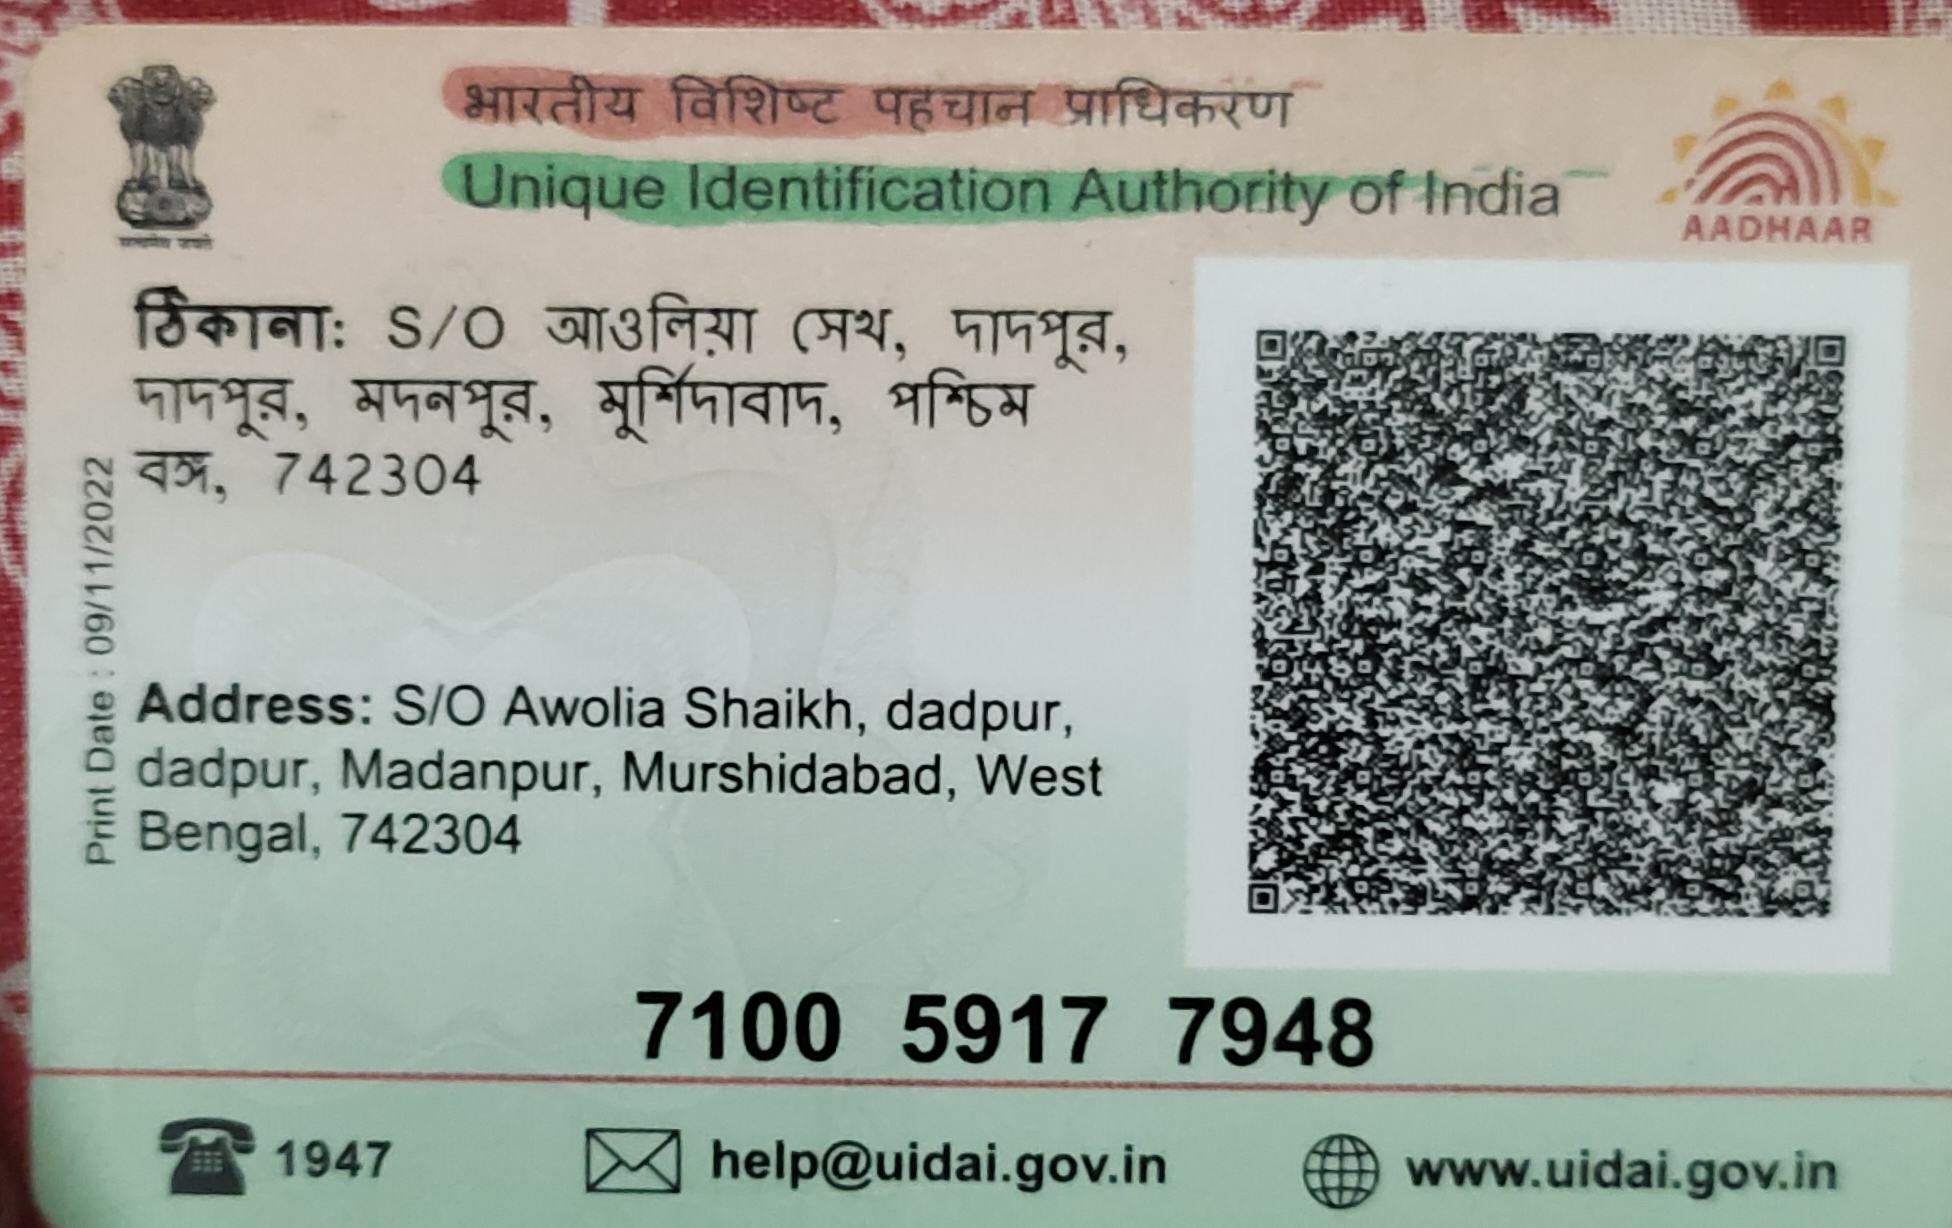 भारतीय विशिष्ट पहचान प्राधिकरण
Unique Identification Authority of India
AADHAAR
ঠিকানা: S/O আওলিয়া সেখ, দাদপূর,
দাদপূর, মদনপূর, মূর্শিদাবাদ, পশ্চিম
বঙ্গ, 742304
Print Date : 09/11/2022
Address: S/O Awolia Shaikh, dadpur,
dadpur, Madanpur, Murshidabad, West
Bengal, 742304
7100 5917 7948
1947
help@uidai.gov.in
www.uidai.gov.in